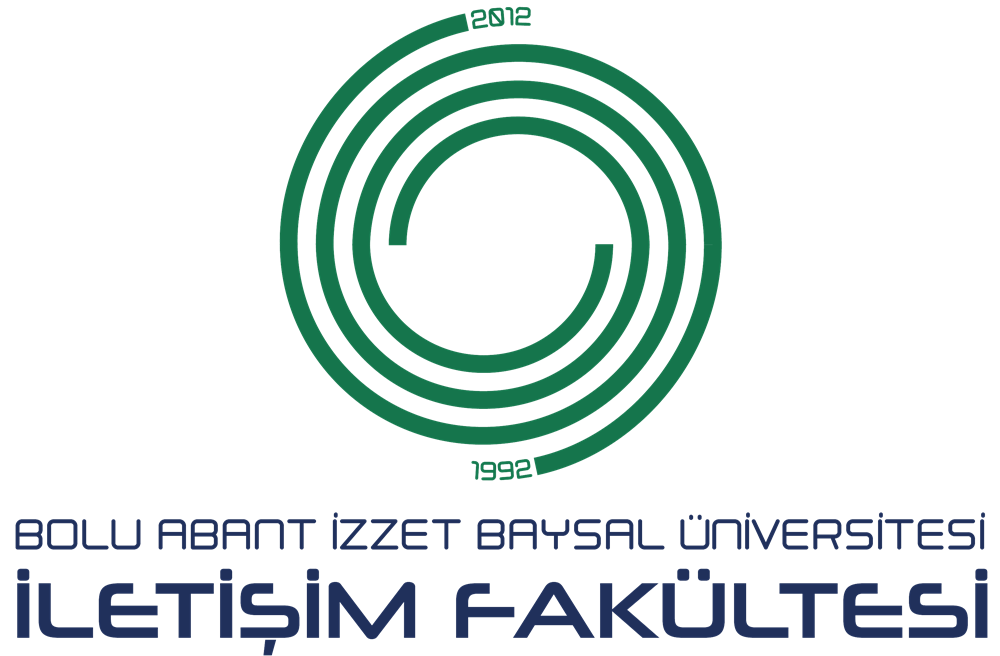 2012
1992
BOLU ABANT İZZET BAYSAL ÜNİVERSİTESİ
İLETİŞİM FAKÜLTESİ